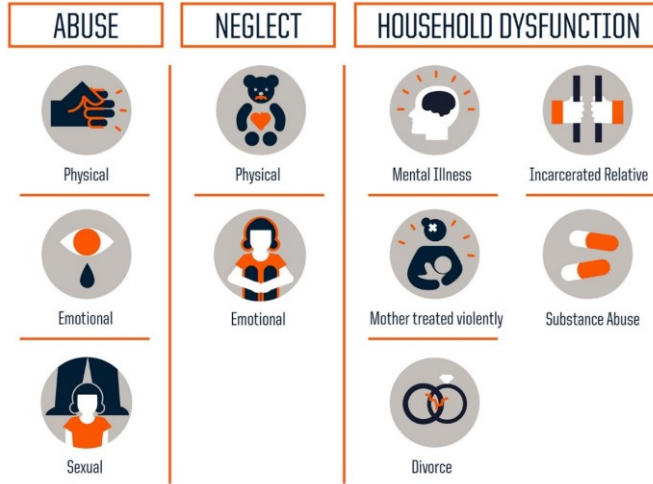 ABUSE
NEGLECT
HOUSEHOLD DYSFUNCTION
Physical
Physical
Mental Illness
Incarcerated Relative
Emotional
Emotional
Mother treated violently
Substance Abuse
Sexual
Divorce